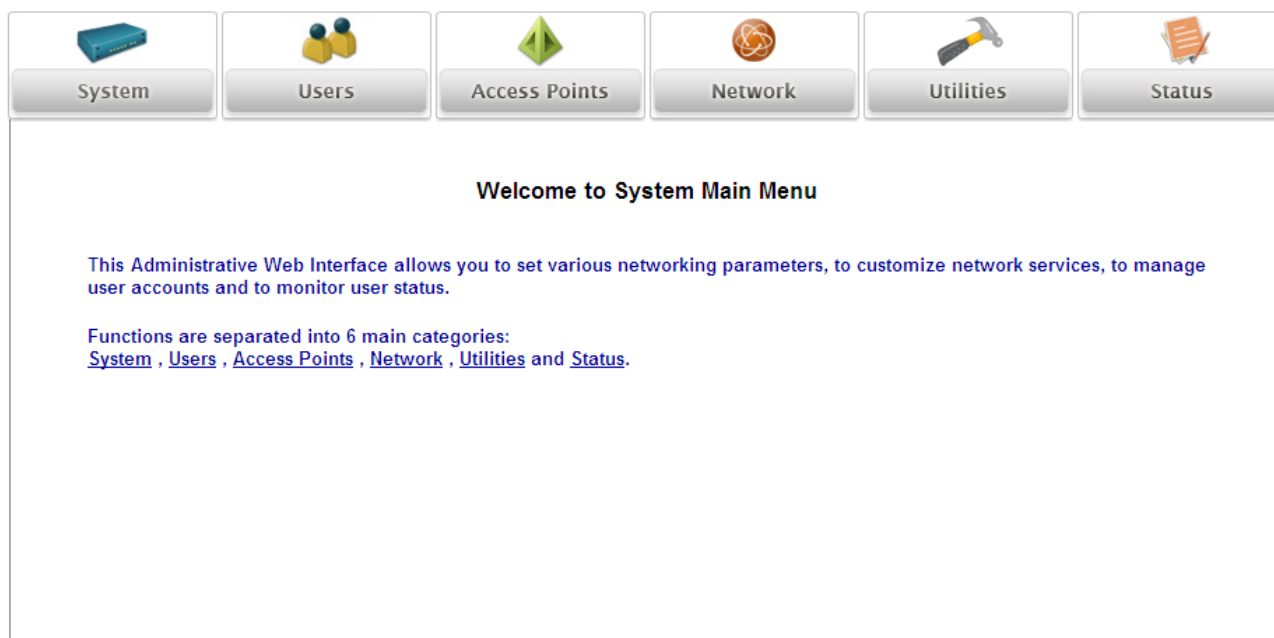 System
Users
Access Points
Network
Utilities
Status
Welcome to System Main Menu
This Administrative Web Interface allows you to set various networking parameters, to customize network services, to manage
user accounts and to monitor user status.
Functions are separated into 6 main categories:
System , Users , Access Points , Network , Utilities and Status.